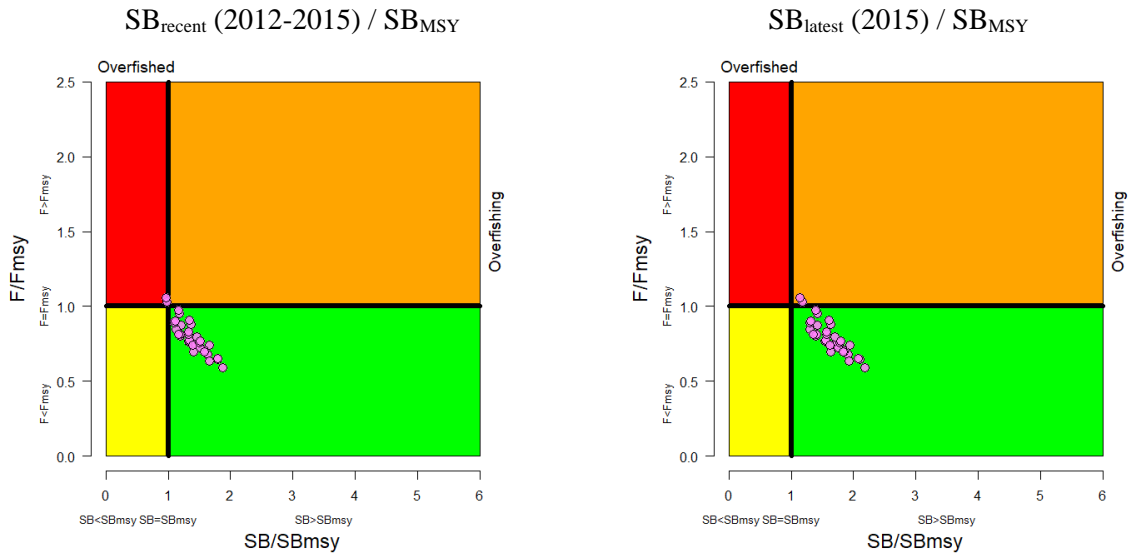 SBrecent (2012-2015) / SBMSY
Overfished
2.5
2.0
1.5
1.0
0.5
0.0
F>Fmsy
F=Fmsy
F<Fmsy
F/Fmsy
Overfishing
0 1 2 3 4 5 6
SB<SBmsy SB=SBmsy SB>SBmsy
SB/SBmsy
SBlatest (2015) / SBMSY
Overfished
2.5
2.0
1.5
1.0
0.5
0.0
F>Fmsy
F=Fmsy
F<Fmsy
F/Fmsy
Overfishing
0 1 2 3 4 5 6
SB<SBmsy SB=SBmsy SB>SBmsy
SB/SBmsy